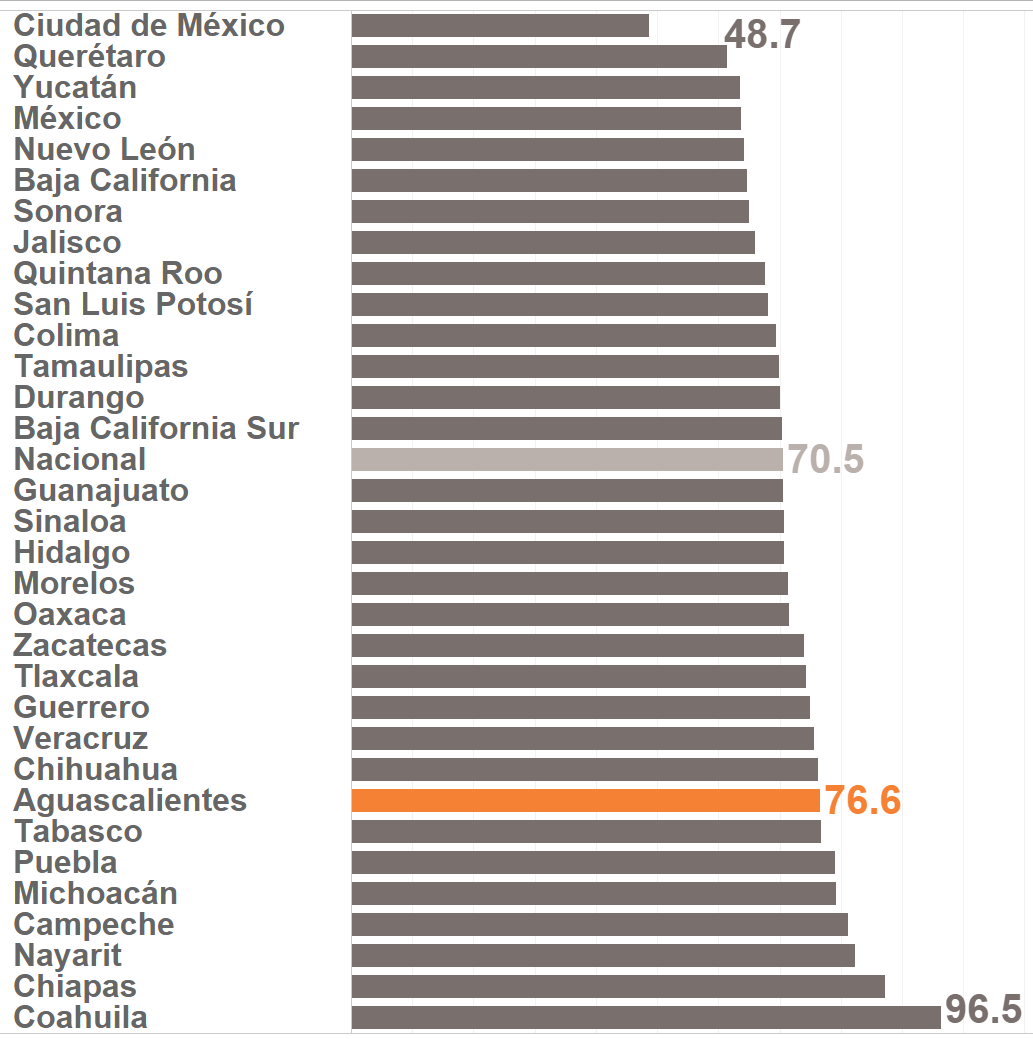 Ciudad de México
48.7
Querétaro
Yucatán
México
Nuevo León
Baja California
Sonora
Jalisco
Quintana Roo
San Luis Potosí
Colima
Tamaulipas
Durango
Baja California Sur
Nacional 70.5
Guanajuato
Sinaloa
Hidalgo
Morelos
Oaxaca
Zacatecas
Tlaxcala
Guerrero
Veracruz
Chihuahua
Aguascalientes 76.6
Tabasco
Puebla
Michoacán
Campeche
Nayarit
Chiapas
Coahuila 96.5